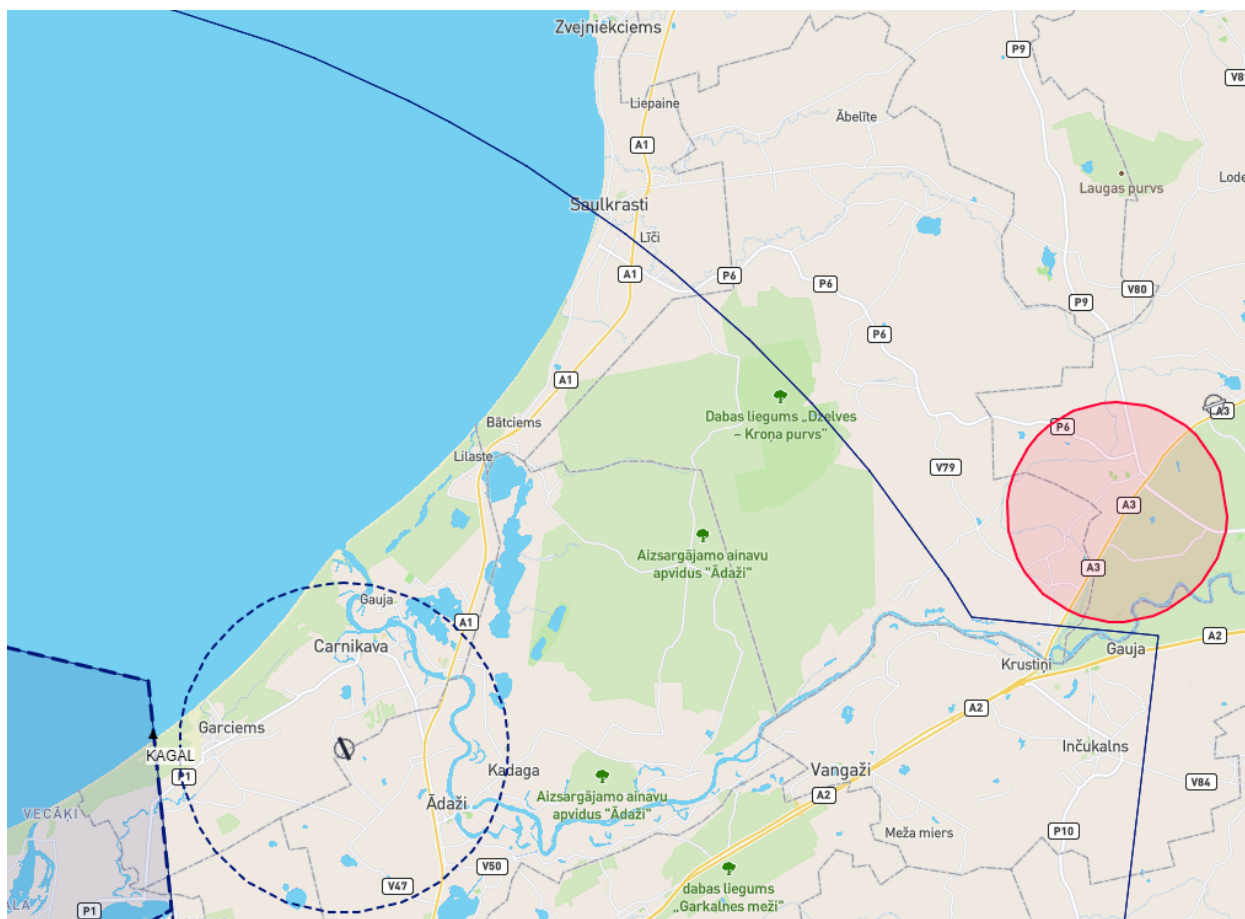 Zvejniekciems
P9
V8
Liepaine
Ābelīte
A1
Laugas purvs
Lode
Saulkrasti
Līči
A1
P6
P6
V80
P9
P6
A1
Dabas liegums „Dzelves
– Kroņa purvs"
A3
P6
Bātciems
Lilaste
V79
A3
Aizsargājamo ainavu
apvidus "Ādaži"
A3
Gauja
A1
Carnikava
Krustiņi
Gauja
A2
A2
Garciems
KAGAL
P1
Inčukalns
Kadaga
Vangaži
V84
A2
Aizsargājamo ainavu
apvidus "Ādaži"
Ādaži
VECĀĶI
Meža miers
P10
V50
V47
dabas liegums
„Garkalnes meži"
ALA
P1